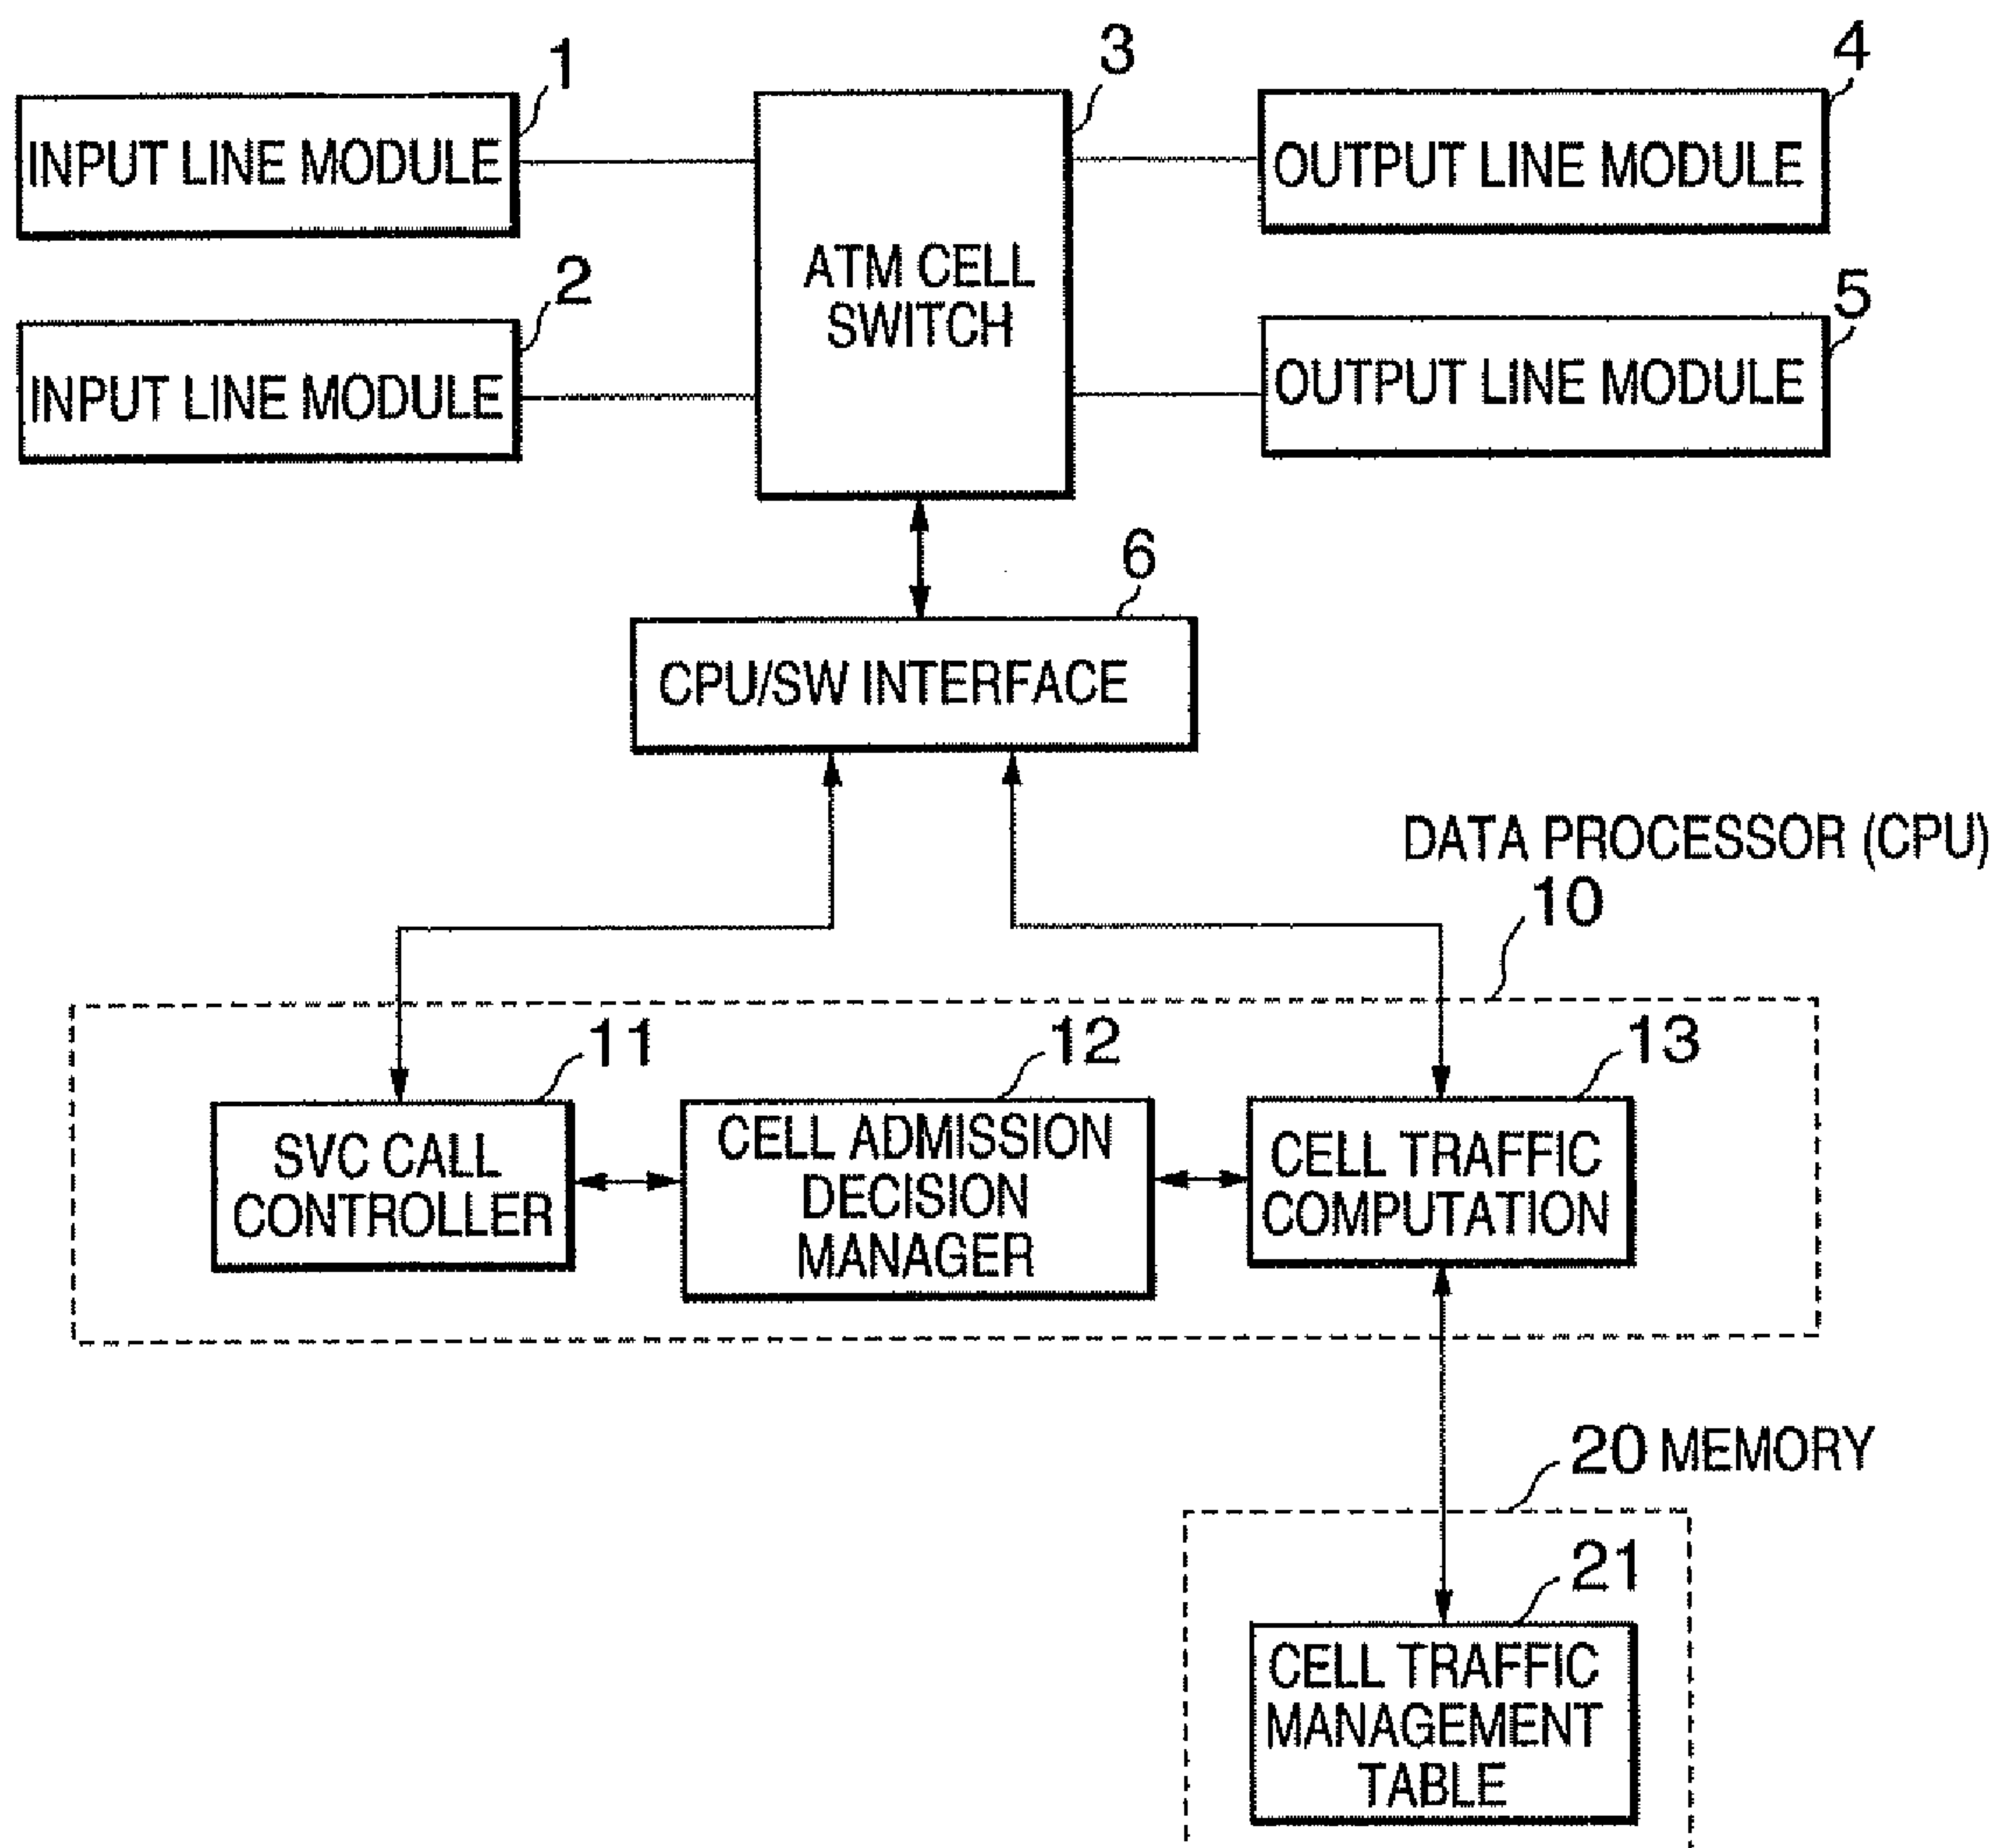 1
3
4
INPUT LINE MODULE
OUTPUT LINE MODULE
ATM CELL
SWITCH
2
5
INPUT LINE MODULE
OUTPUT LINE MODULE
6
CPU/SW INTERFACE
DATA PROCESSOR (CPU)
10
11
12
13
SVC CALL
CONTROLLER
CELL ADMISSION
DECISION
MANAGER
CELL TRAFFIC
COMPUTATION
20 MEMORY
21
CELL TRAFFIC
MANAGEMENT
TABLE